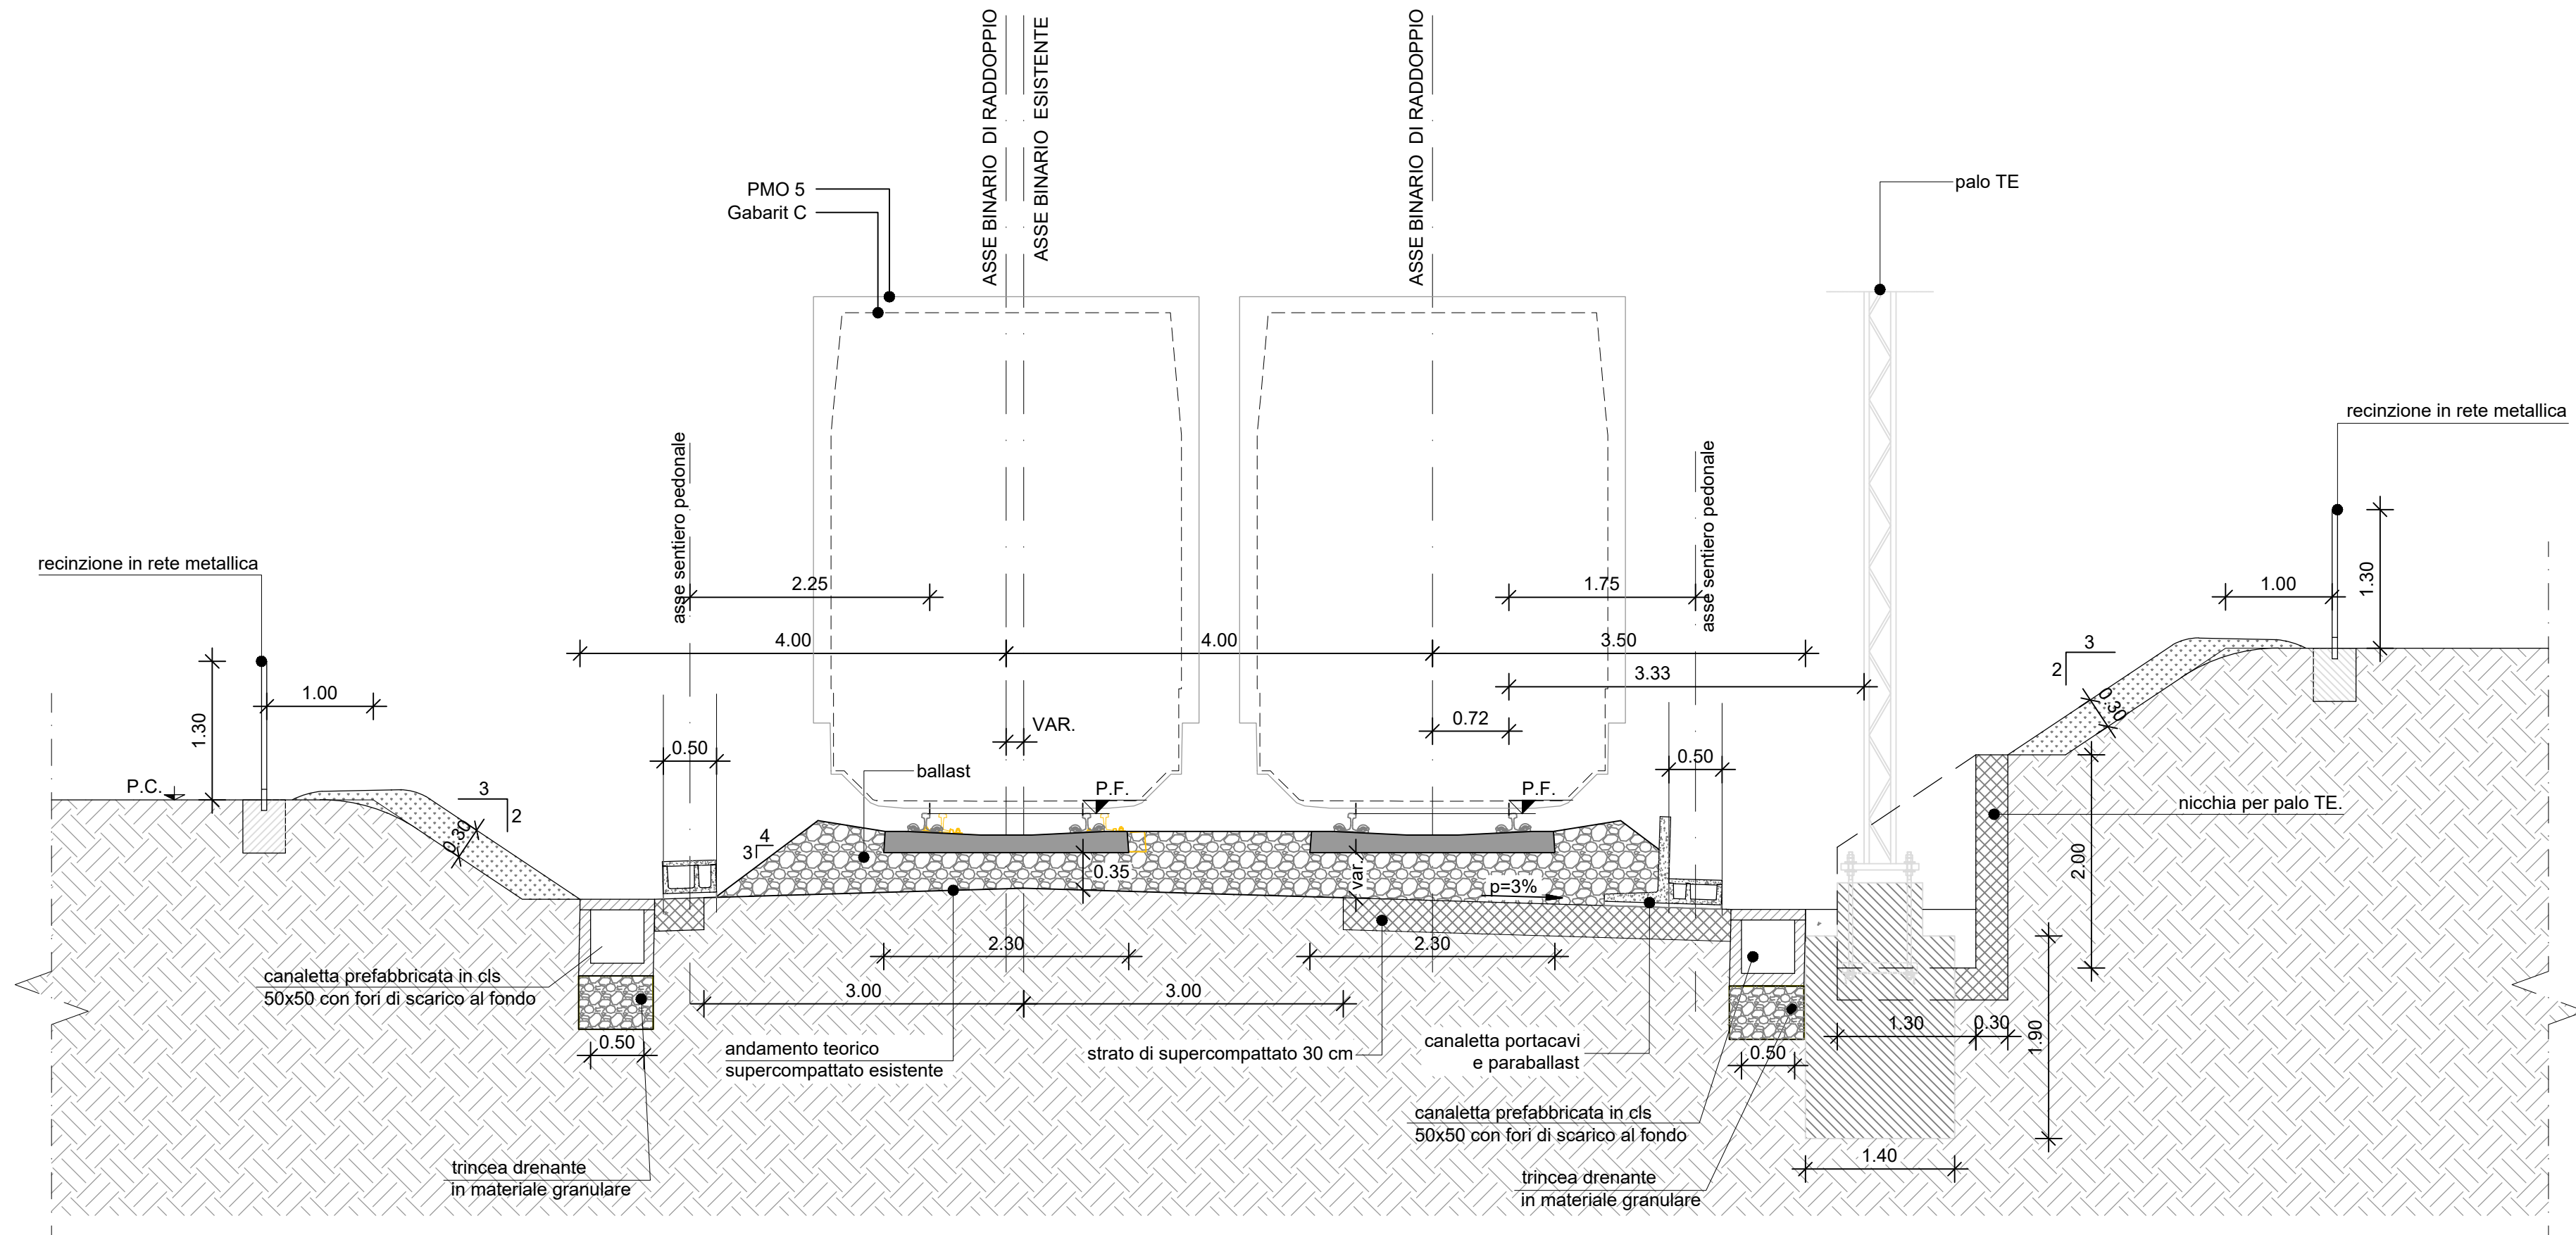 ASSE BINARIO DI RADDOPPIO
ASSE BINARIO ESISTENTE
ASSE BINARIO DI RADDOPPIO
PMO 5
Gabarit C
palo TE
recinzione in rete metallica
asse sentiero pedonale
asse sentiero pedonale
recinzione in rete metallica
2.25
1.75
1.00
1.30
4.00
4.00
3.50
3
2
3.33
1.00
1.30
0.30
0.72
VAR.
0.50
0.50
ballast
P.C.
3
2
P.F.
P.F.
nicchia per palo TE.
0.30
4
3
0.35
var.
p=3%
2.00
2.30
2.30
canaletta prefabbricata in cls
50x50 con fori di scarico al fondo
3.00
3.00
1.30
0.30
1.90
0.50
andamento teorico
supercompattato esistente
strato di supercompattato 30 cm
canaletta portacavi
e paraballast
0.50
canaletta prefabbricata in cls
50x50 con fori di scarico al fondo
1.40
trincea drenante
in materiale granulare
trincea drenante
in materiale granulare